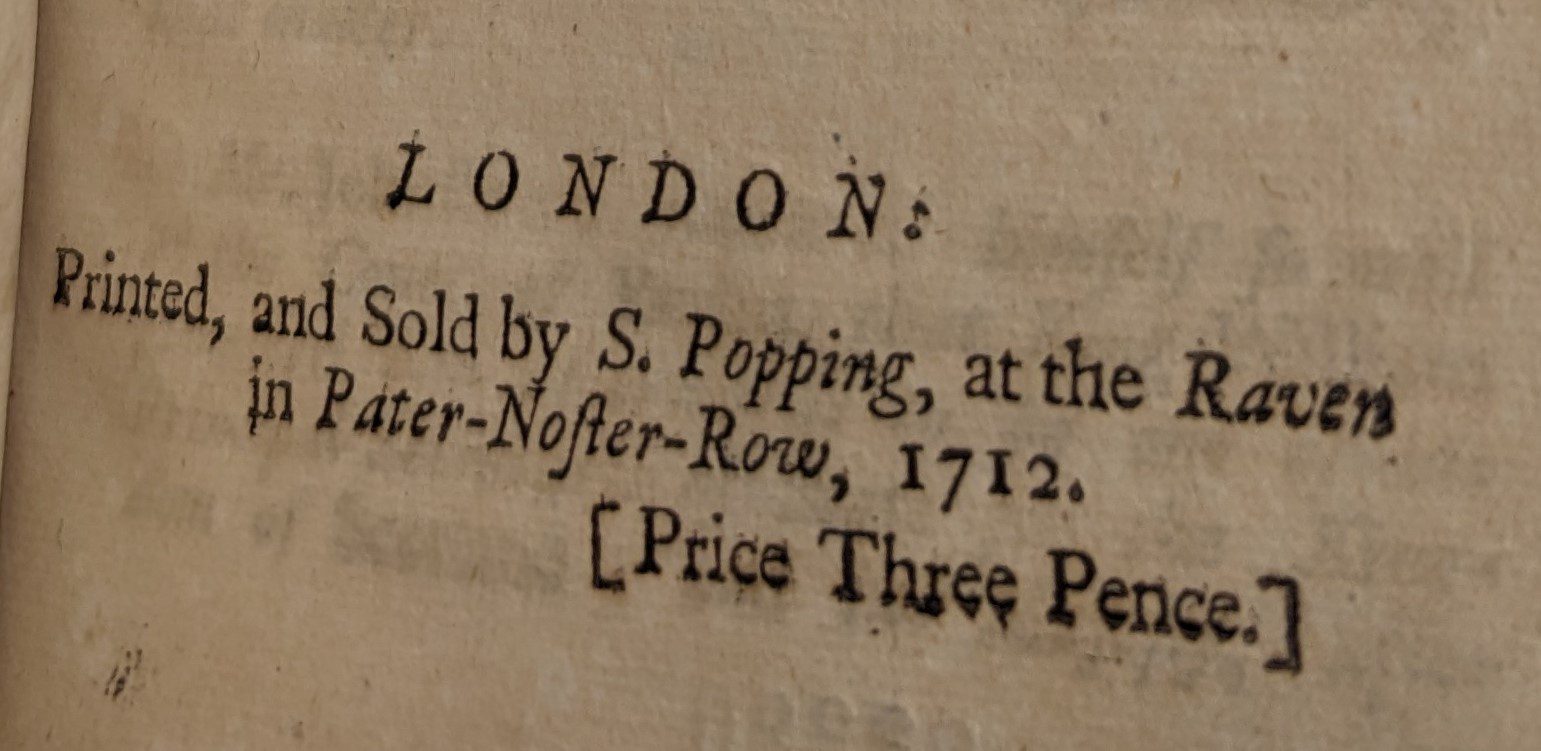 LONDON:
Printed, and Sold by S. Popping, at the Raven
in Pater-Noſter-Row, 1712.
[Price Three Pence.]